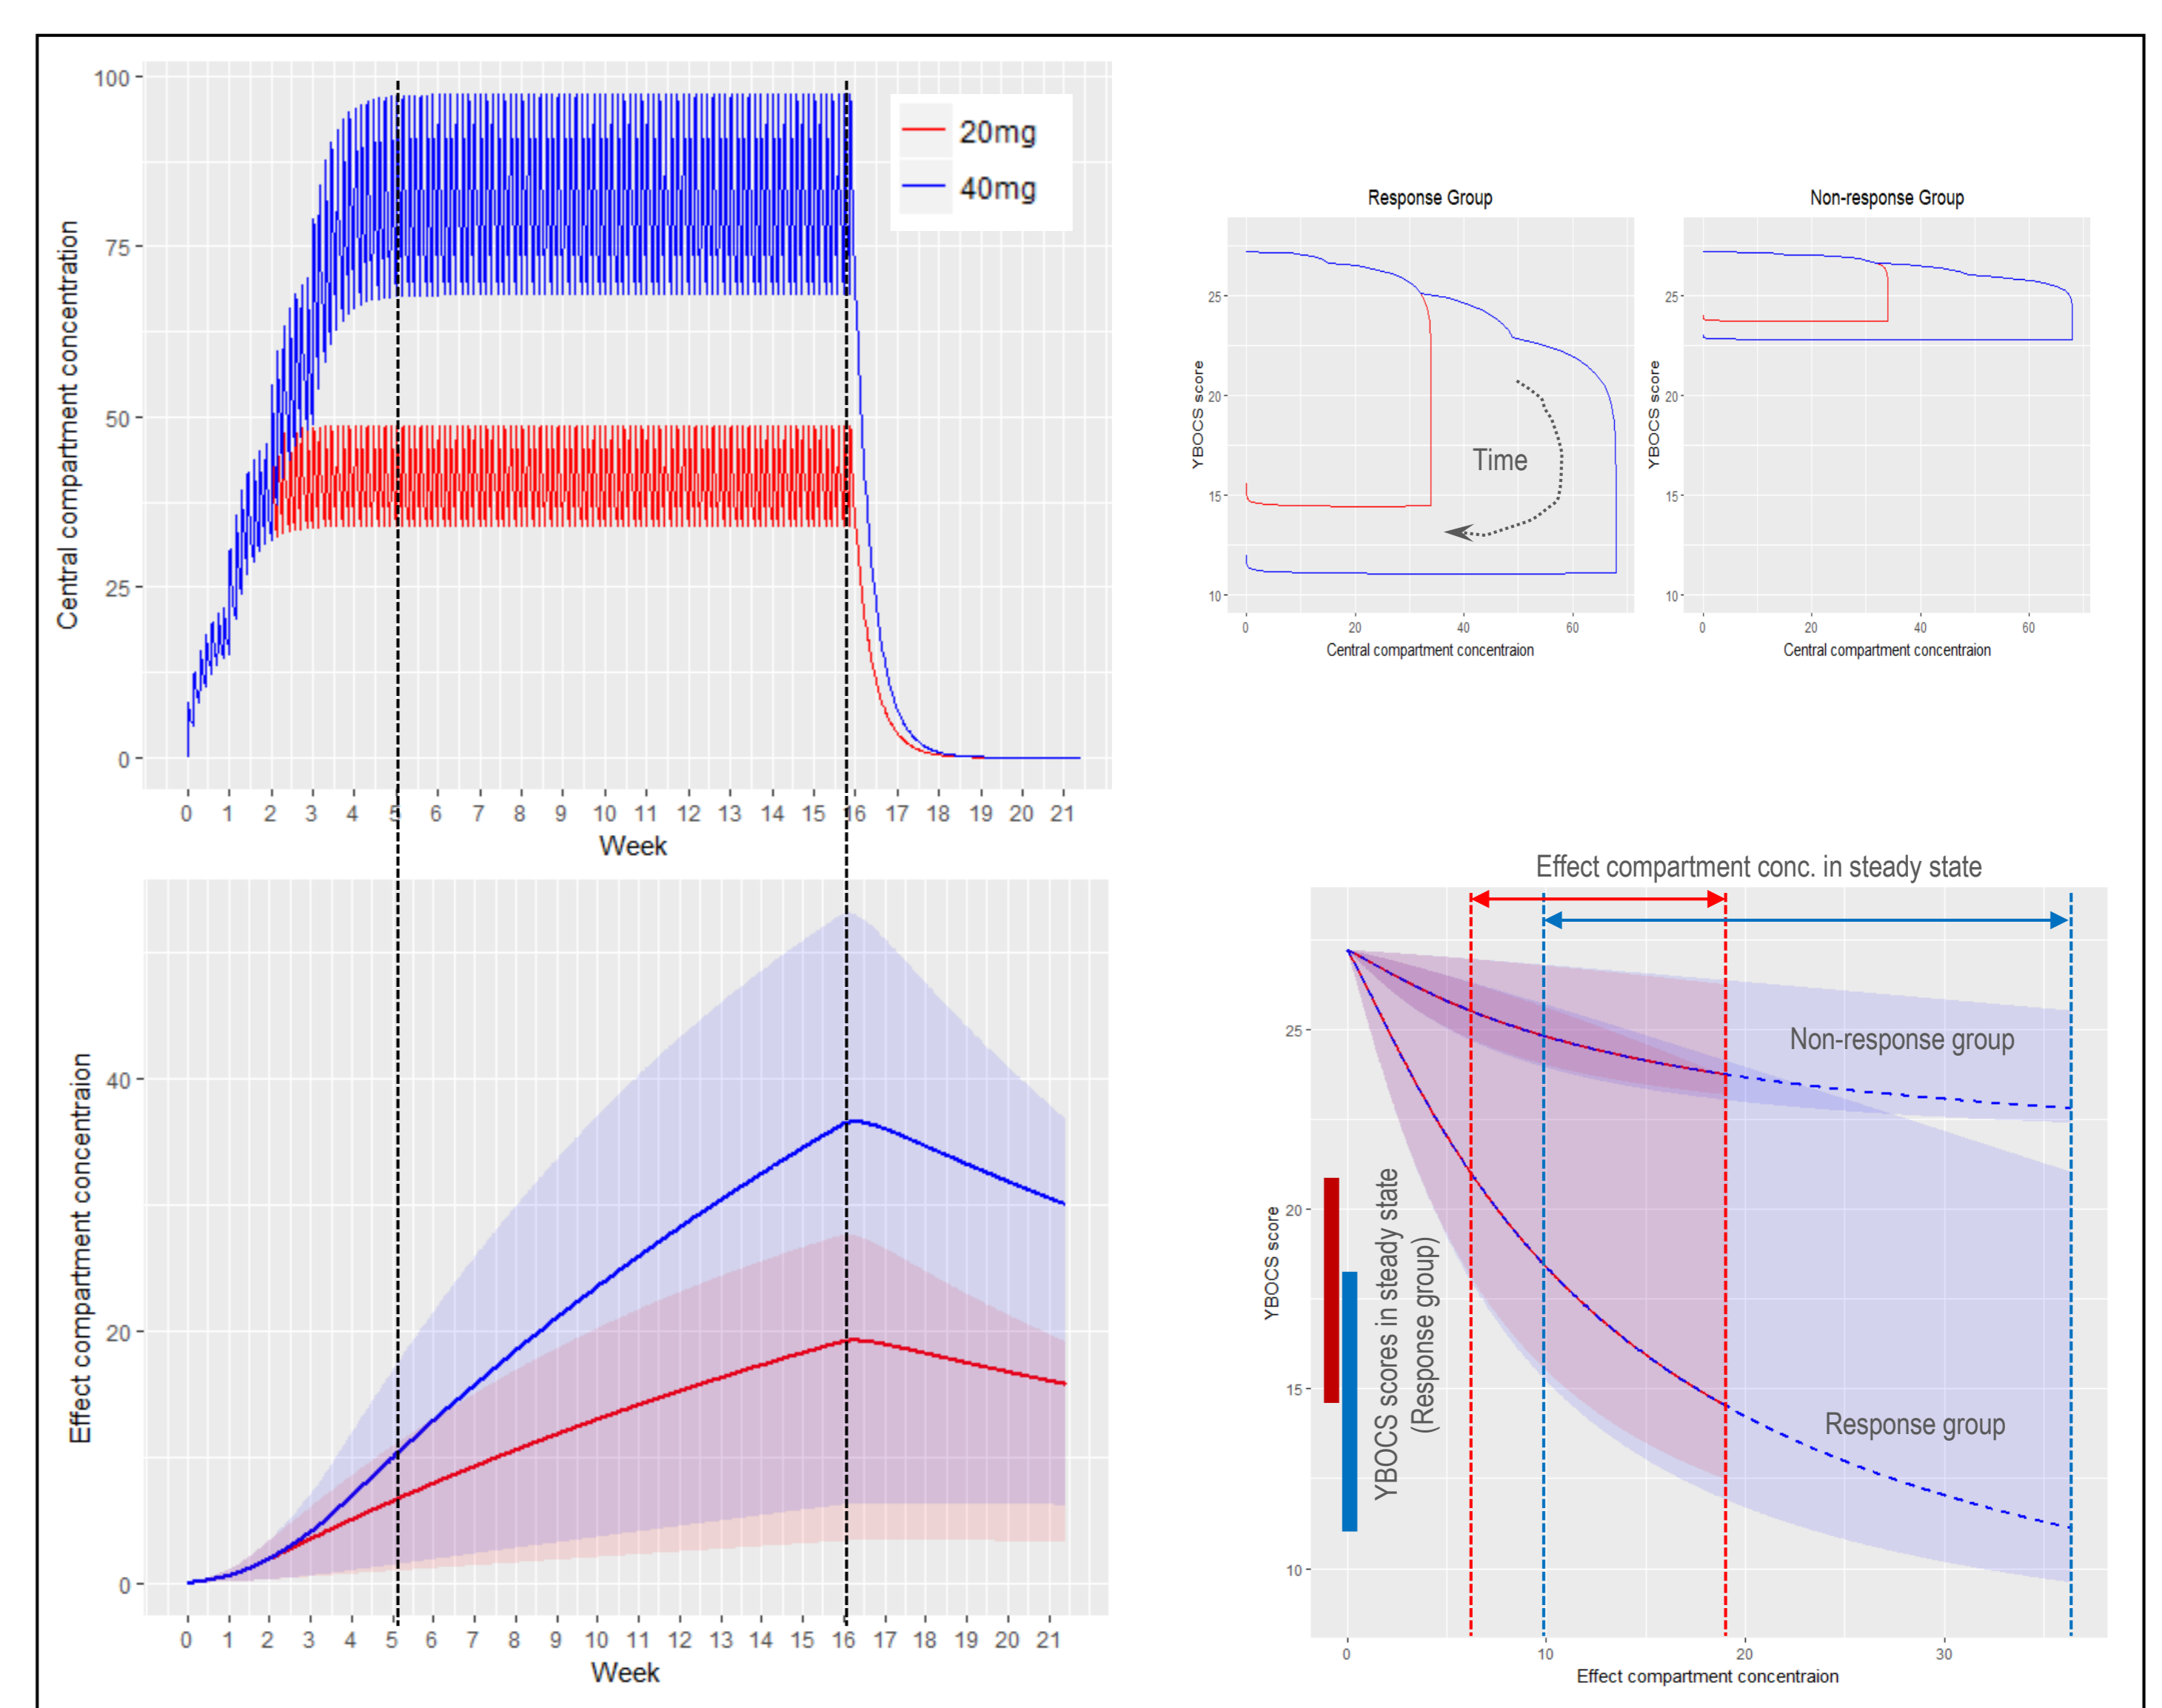 100
75
50
25
0
Central compartment concentration
20mg
40mg
0 1 2 3 4 5 6 7 8 9 10 11 12 13 14 15 16 17 18 19 20 21
Week
Response Group
25
20
15
10
YBOCS score
Time
0 20 40 60
Central compartment concentraion
Non-response Group
25
20
15
10
YBOCS score
0 20 40 60
Central compartment concentraion
40
20
0
Effect compartment concentraion
0 1 2 3 4 5 6 7 8 9 10 11 12 13 14 15 16 17 18 19 20 21
Week
Effect compartment conc. in steady state
25
20
15
10
YBOCS score
YBOCS scores in steady state
(Response group)
Non-response group
Response group
0 10 20 30
Effect compartment concentraion